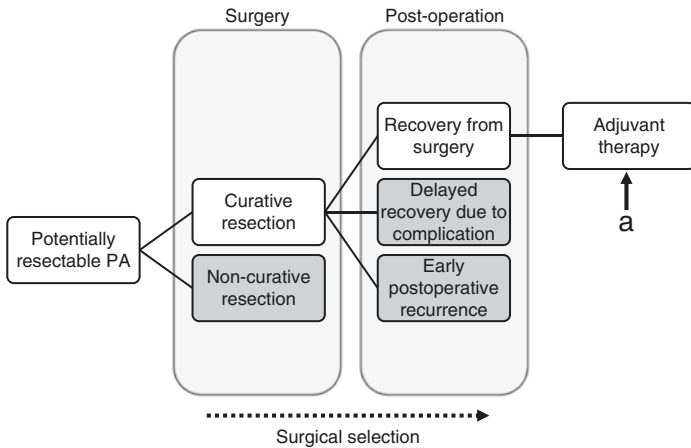 Surgery
Post-operation
Recovery from
surgery
Adjuvant
therapy
a
Curative
resection
Delayed
recovery due to
complication
Potentially
resectable PA
Non-curative
resection
Early
postoperative
recurrence
Surgical selection